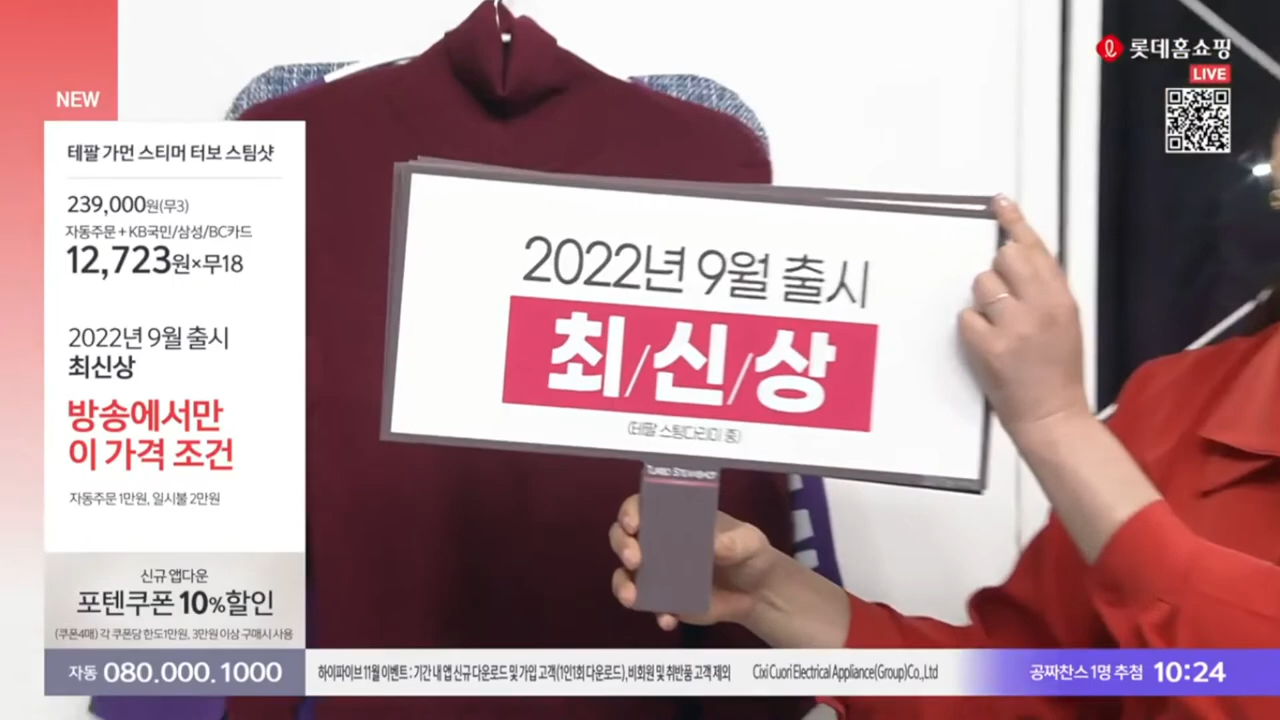 NEW
테팔 가먼 스티머 터보 스팀샷
239,000원(무3)
자동주문 + KB국민/삼성/BC카드
12,723원×무18
2022년 9월 출시
최신상
방송에서만
이 가격 조건
자동주문 1만원, 일시불 2만원
신규 앱다운
포텐쿠폰 10%할인
(쿠폰4매) 각 쿠폰당 한도1만원, 3만원 이상 구매시 사용
자동 080.000.1000
롯데홈쇼핑
LIVE
2022년 9월 출시
최/신/상
(테팔 스팀다리미 중)
TURBO STEAMSHOT
하이파이브 11월 이벤트 : 기간 내 앱 신규 다운로드 및 가입 고객(1인1회 다운로드), 비회원 및 취반품 고객 제외
Cixi Cuori Electrical Appliance(Group)Co.,Ltd
공짜찬스 1명 추첨 10:24